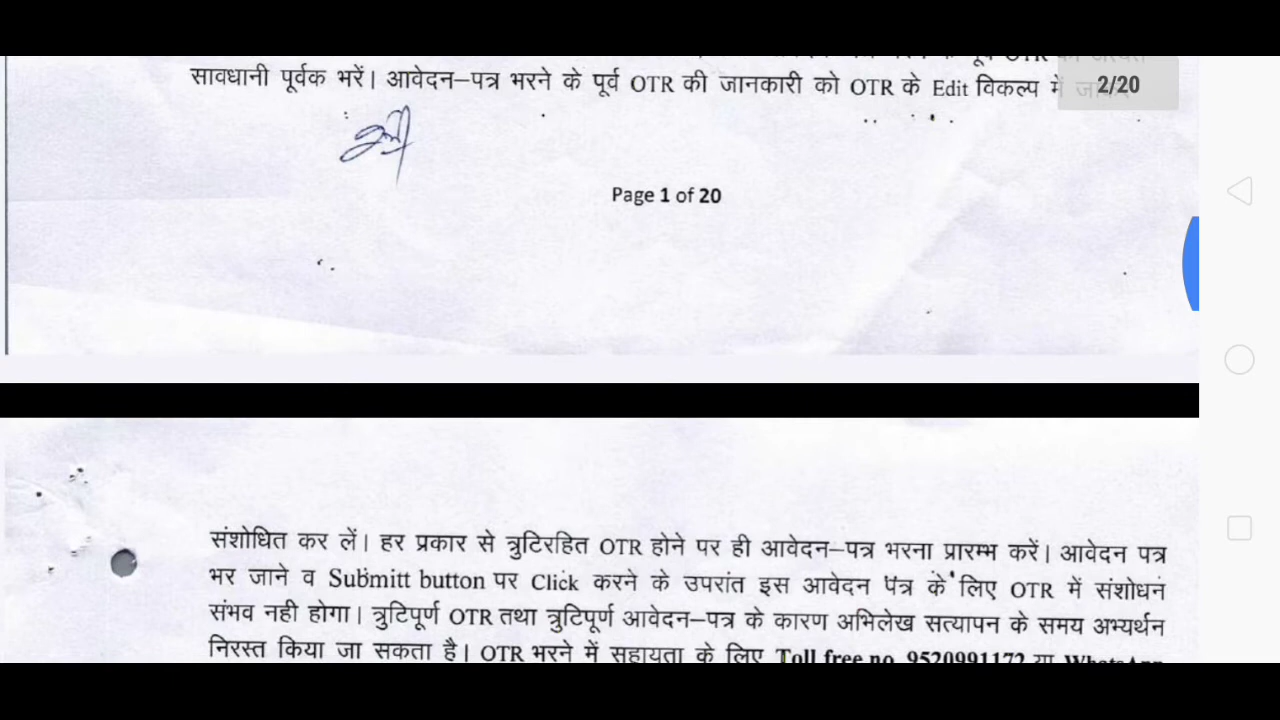 पूर्व OTR
सावधानी पूर्वक भरें। आवेदन–पत्र भरने के पूर्व OTR की जानकारी को OTR के Edit विकल्प में
2/20
Page 1 of 20
संशोधित कर लें। हर प्रकार से त्रुटिरहित OTR होने पर ही आवेदन–पत्र भरना प्रारम्भ करें। आवेदन पत्र
भर जाने व Submitt button पर Click करने के उपरांत इस आवेदन पत्र के लिए OTR में संशोधन
संभव नही होगा। त्रुटिपूर्ण OTR तथा त्रुटिपूर्ण आवेदन–पत्र के कारण अभिलेख सत्यापन के समय अभ्यर्थन
निरस्त किया जा सकता है। OTR भरने में सहायता के लिए Toll free no. 9520991172 या WhatsApp